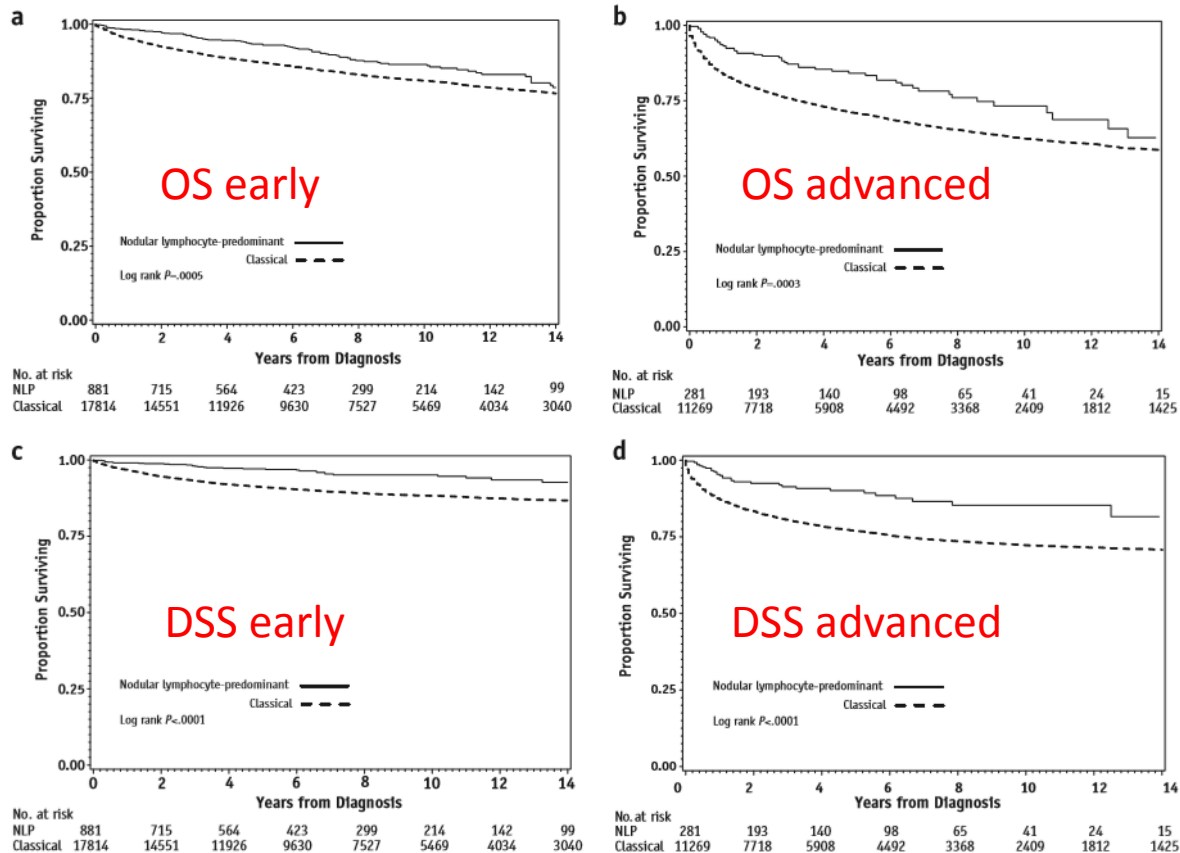 a
1.00
0.75
0.50
0.25
0.00
Proportion Surviving
OS early
Nodular lymphocyte-predominant
Classical
Log rank P=.0005
0 2 4 6 8 10 12 14
Years from Diagnosis
No. at risk
NLP 881 715 564 423 299 214 142 99
Classical 17814 14551 11926 9630 7527 5469 4034 3040
b
1.00
0.75
0.50
0.25
0.00
Proportion Surviving
OS advanced
Nodular lymphocyte-predominant
Classical
Log rank P=.0003
0 2 4 6 8 10 12 14
Years from Diagnosis
No. at risk
NLP 281 193 140 98 65 41 24 15
Classical 11269 7718 5908 4492 3368 2409 1812 1425
c
1.00
0.75
0.50
0.25
0.00
Proportion Surviving
DSS early
Nodular lymphocyte-predominant
Classical
Log rank P<.0001
0 2 4 6 8 10 12 14
Years from Diagnosis
No. at risk
NLP 881 715 564 423 299 214 142 99
Classical 17814 14551 11926 9630 7527 5469 4034 3040
d
1.00
0.75
0.50
0.25
0.00
Proportion Surviving
DSS advanced
Nodular lymphocyte-predominant
Classical
Log rank P<.0001
0 2 4 6 8 10 12 14
Years from Diagnosis
No. at risk
NLP 281 193 140 98 65 41 24 15
Classical 11269 7718 5908 4492 3368 2409 1812 1425